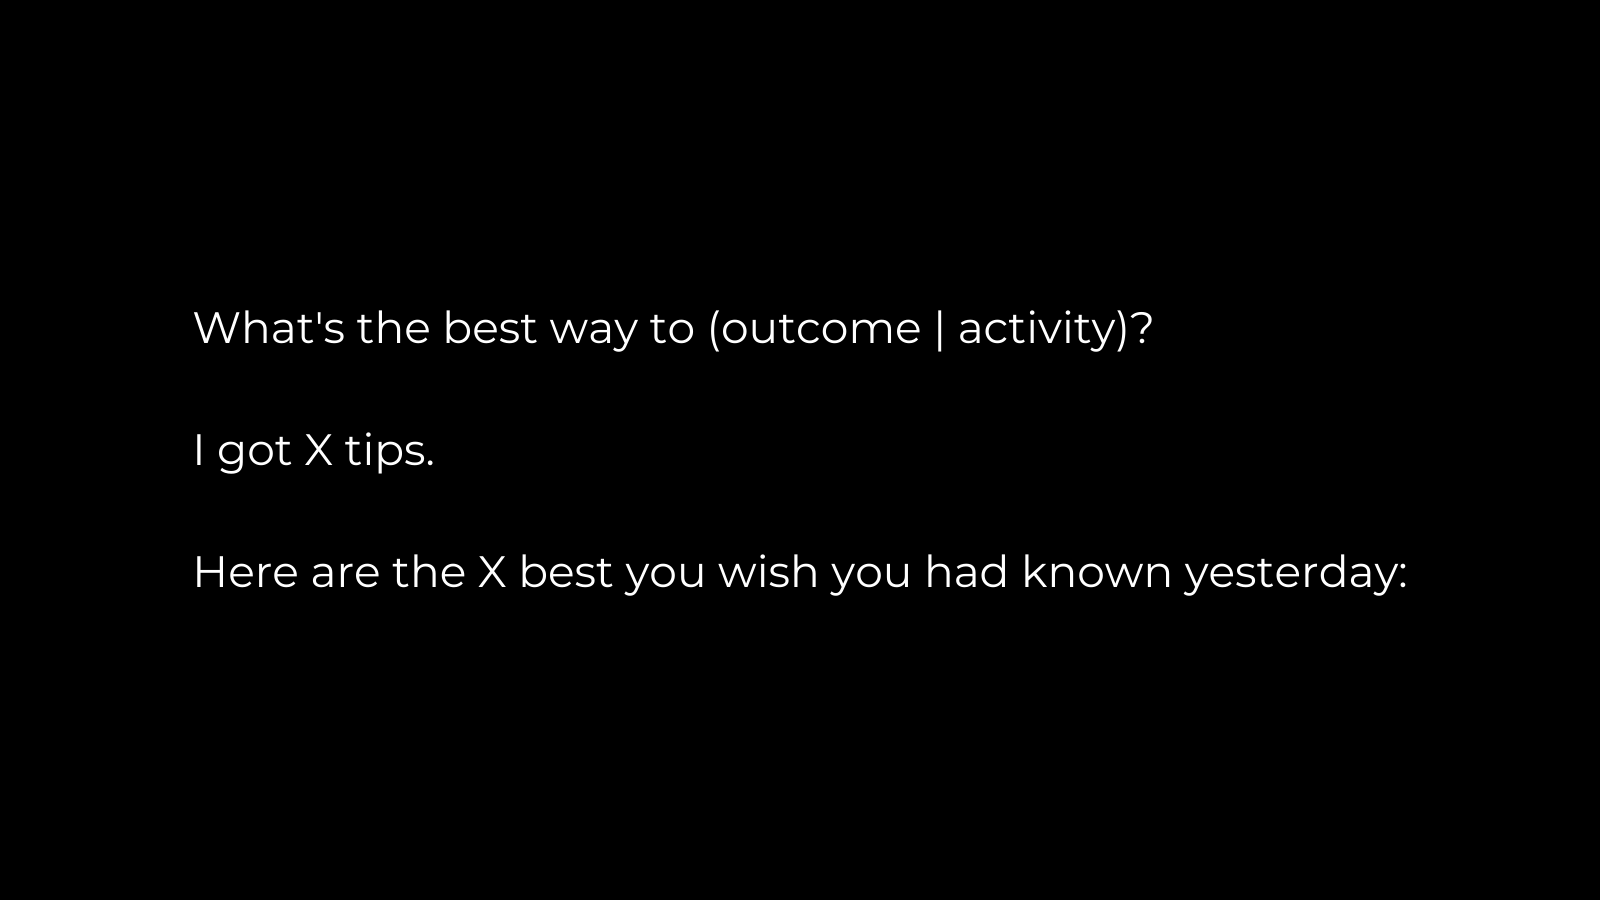 What's the best way to (outcome | activity)?
I got X tips.
Here are the X best you wish you had known yesterday: